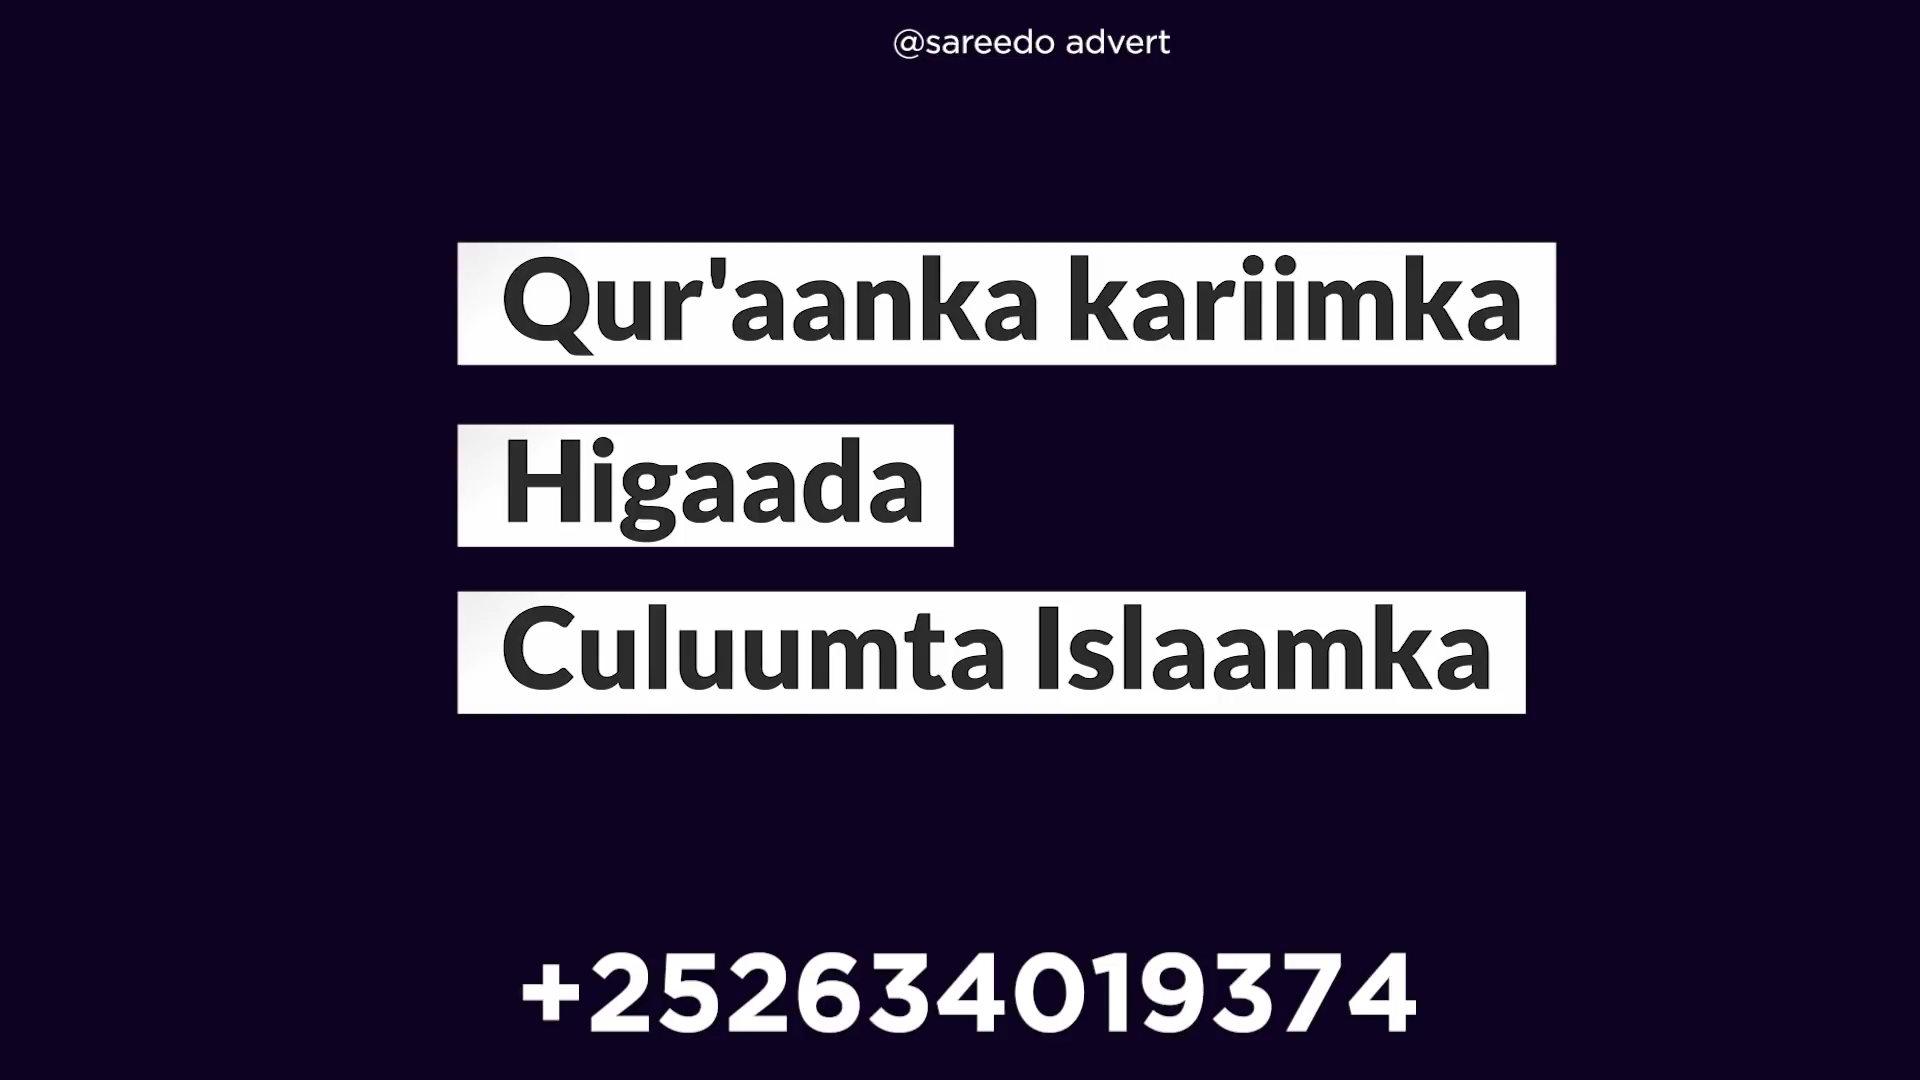 @sareedo advert
Qur'aanka kariimka
Higaada
Culuumta Islaamka
+252634019374